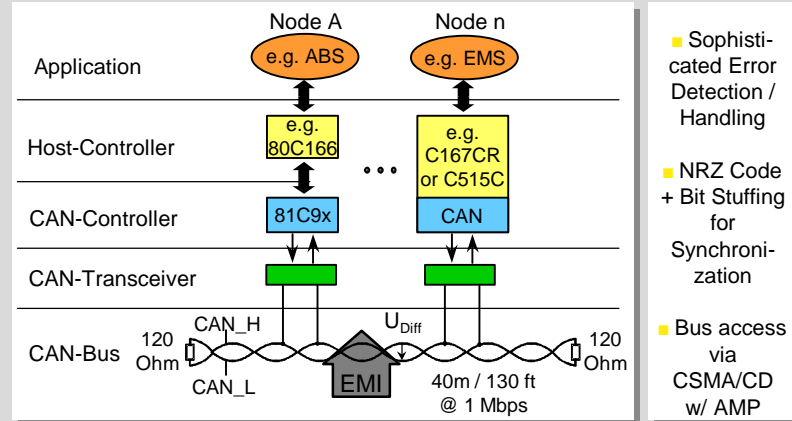 Node A
Node n
Application
e.g. ABS
e.g. EMS
Host-Controller
e.g.
80C166
e.g.
C167CR
or C515C
CAN-Controller
81C9x
CAN
CAN-Transceiver
CAN-Bus
120
Ohm
CAN_H
CAN_L
EMI
UDiff
40m / 130 ft
@ 1 Mbps
120
Ohm
Sophisti-
cated Error
Detection /
Handling
NRZ Code
+ Bit Stuffing
for
Synchroni-
zation
Bus access
via
CSMA/CD
w/ AMP